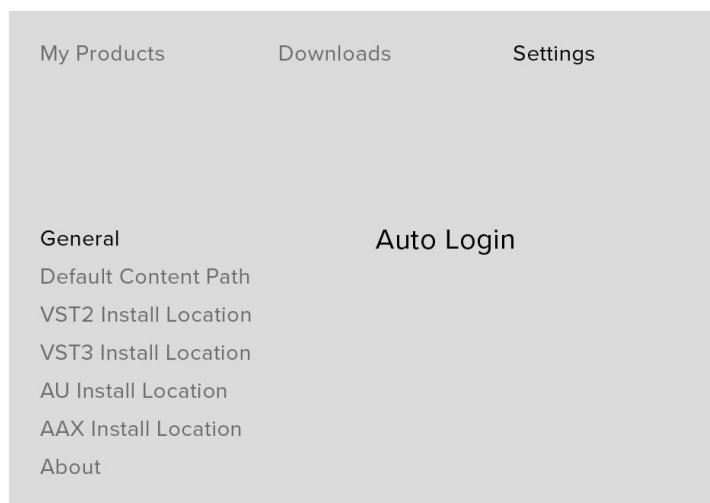 My Products Downloads Settings
General Auto Login
Default Content Path
VST2 Install Location
VST3 Install Location
AU Install Location
AAX Install Location
About